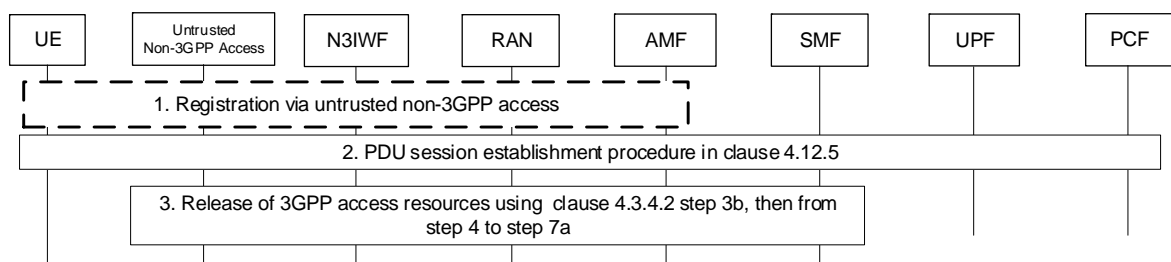 UE
Untrusted
Non-3GPP Access
N3IWF
RAN
AMF
SMF
UPF
PCF
1. Registration via untrusted non-3GPP access
2. PDU session establishment procedure in clause 4.12.5
3. Release of 3GPP access resources using clause 4.3.4.2 step 3b, then from
step 4 to step 7a